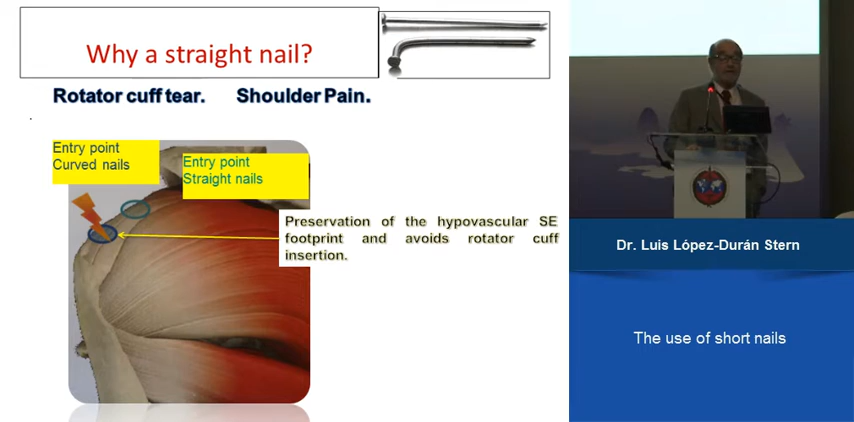 Why a straight nail?
Rotator cuff tear. Shoulder Pain.
Entry point
Curved nails
Entry point
Straight nails
Preservation of the hypovascular SE
footprint and avoids rotator cuff
insertion.
Dr. Luis López-Durán Stern
The use of short nails